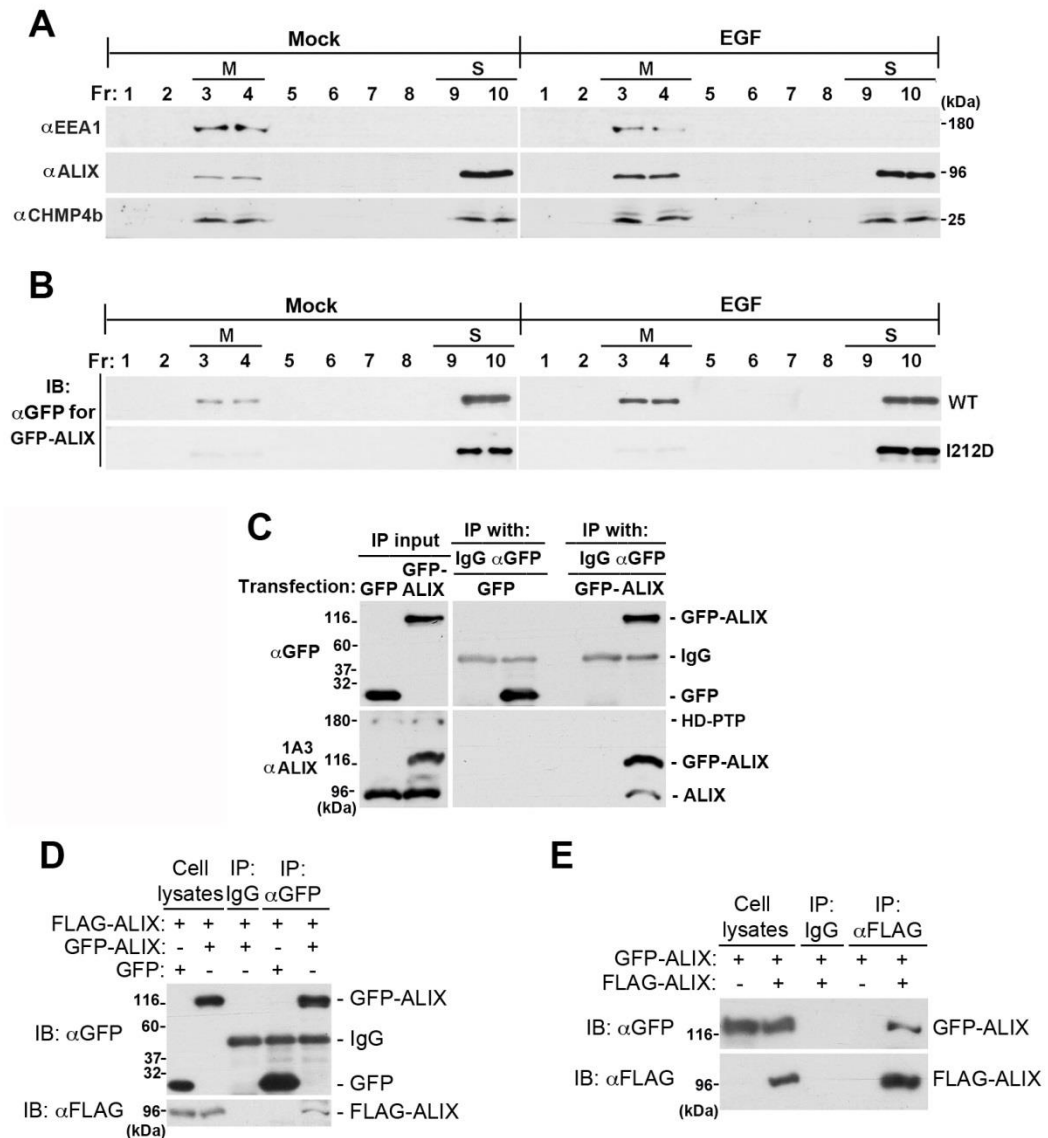 A
Mock EGF
M S M S
Fr: 1 2 3 4 5 6 7 8 9 10 1 2 3 4 5 6 7 8 9 10 (kDa)
αEEA1 -180
αALIX -96
αCHMP4b -25
B
Mock EGF
M S M S
Fr: 1 2 3 4 5 6 7 8 9 10 1 2 3 4 5 6 7 8 9 10
IB:
αGFP for
GFP-ALIX
WT
I212D
C
IP input IP with: IP with:
GFP- IgG αGFP IgG αGFP
Transfection: GFP ALIX GFP GFP-ALIX
αGFP
116-
60-
37-
32-
- GFP-ALIX
- IgG
- GFP
1A3
αALIX
180-
116-
96-
(kDa)
- HD-PTP
- GFP-ALIX
- ALIX
D
Cell IP: IP:
lysates IgG αGFP
FLAG-ALIX: + + + + +
GFP-ALIX: - + + - +
GFP: + - - + -
IB: αGFP
116-
60-
37-
32-
- GFP-ALIX
- IgG
- GFP
IB: αFLAG 96- - FLAG-ALIX
(kDa)
E
Cell IP: IP:
lysates IgG αFLAG
GFP-ALIX: + + + + +
FLAG-ALIX: - + + - +
IB: αGFP 116- GFP-ALIX
IB: αFLAG 96- FLAG-ALIX
(kDa)